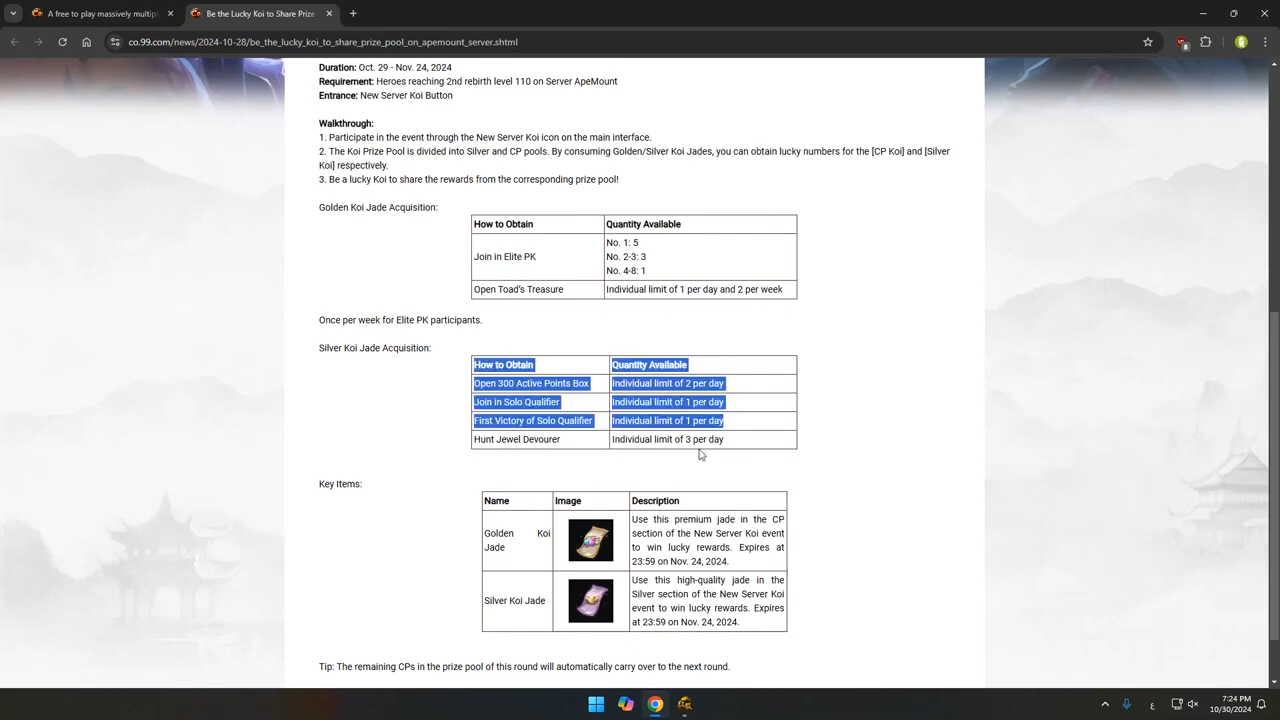 A free to play massively multip
Be the Lucky Koi to Share Prize
co.99.com/news/2024-10-28/be_the_lucky_koi_to_share_prize_pool_on_apemount_server.shtml
Duration: Oct. 29 - Nov. 24, 2024
Requirement: Heroes reaching 2nd rebirth level 110 on Server ApeMount
Entrance: New Server Koi Button
Walkthrough:
1. Participate in the event through the New Server Koi icon on the main interface.
2. The Koi Prize Pool is divided into Silver and CP pools. By consuming Golden/Silver Koi Jades, you can obtain lucky numbers for the [CP Koi] and [Silver
Koi] respectively.
3. Be a lucky Koi to share the rewards from the corresponding prize pool!
Golden Koi Jade Acquisition:
How to Obtain Quantity Available
Join in Elite PK
No. 1: 5
No. 2-3: 3
No. 4-8: 1
Open Toad's Treasure Individual limit of 1 per day and 2 per week
Once per week for Elite PK participants.
Silver Koi Jade Acquisition:
How to Obtain Quantity Available
Open 300 Active Points Box Individual limit of 2 per day
Join in Solo Qualifier Individual limit of 1 per day
First Victory of Solo Qualifier Individual limit of 1 per day
Hunt Jewel Devourer Individual limit of 3 per day
Key Items:
Name Image Description
Golden Koi
Jade
Use this premium jade in the CP
section of the New Server Koi event
to win lucky rewards. Expires at
23:59 on Nov. 24, 2024.
Silver Koi Jade
Use this high-quality jade in the
Silver section of the New Server Koi
event to win lucky rewards. Expires
at 23:59 on Nov. 24, 2024.
Tip: The remaining CPs in the prize pool of this round will automatically carry over to the next round.
ع
7:24 PM
10/30/2024